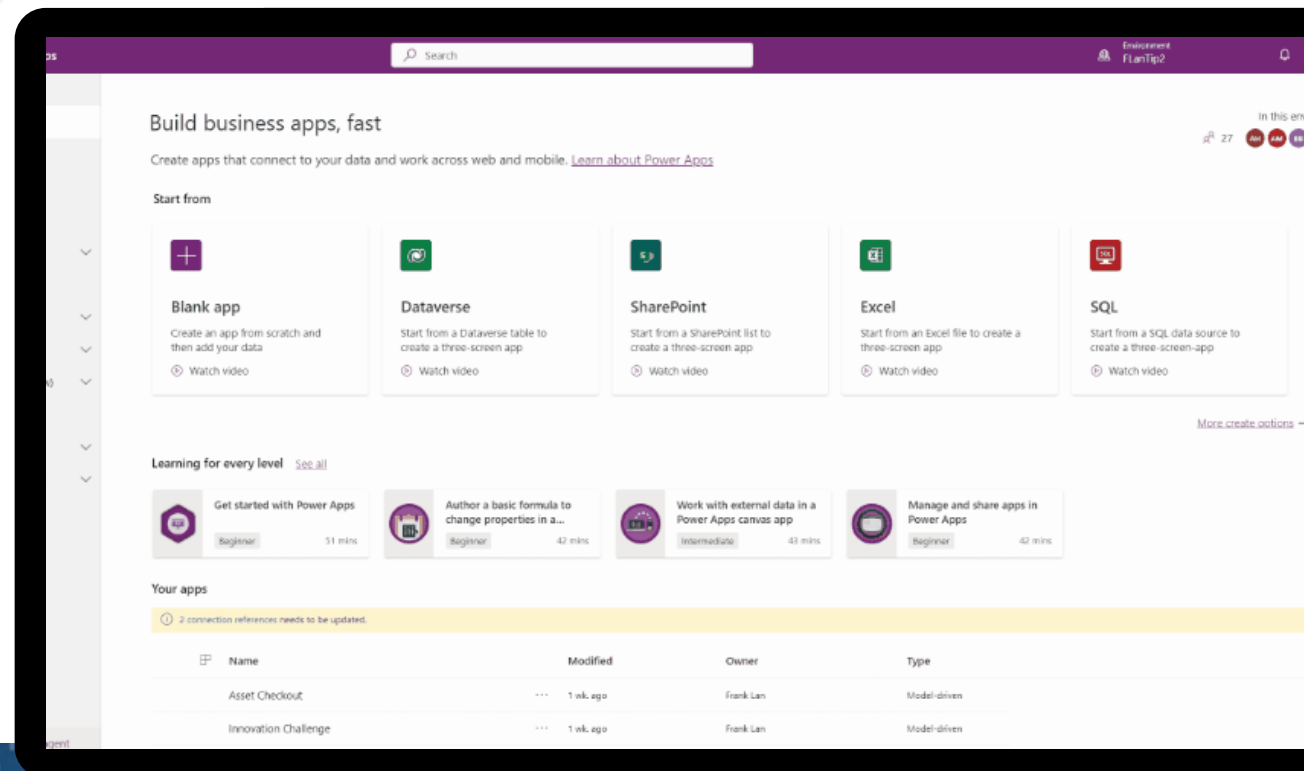 Search
Environment
FLanTip2
Build business apps, fast
In this
27
Create apps that connect to your data and work across web and mobile. Learn about Power Apps
Start from
Blank app
Create an app from scratch and
then add your data
Watch video
Dataverse
Start from a Dataverse table to
create a three-screen app
Watch video
SharePoint
Start from a SharePoint list to
create a three-screen app
Watch video
Excel
Start from an Excel file to create a
three-screen app
Watch video
SQL
Start from a SQL data source to
create a three-screen-app
Watch video
More create options
Learning for every level See all
Get started with Power Apps
Beginner 51 mins
Author a basic formula to
change properties in a...
Beginner 42 mins
Work with external data in a
Power Apps canvas app
Intermediate 43 mins
Manage and share apps in
Power Apps
Beginner 42 mins
Your apps
2 connection references needs to be updated.
Name Modified Owner Type
Asset Checkout ... 1 wk. ago Frank Lan Model-driven
Innovation Challenge ... 1 wk. ago Frank Lan Model-driven